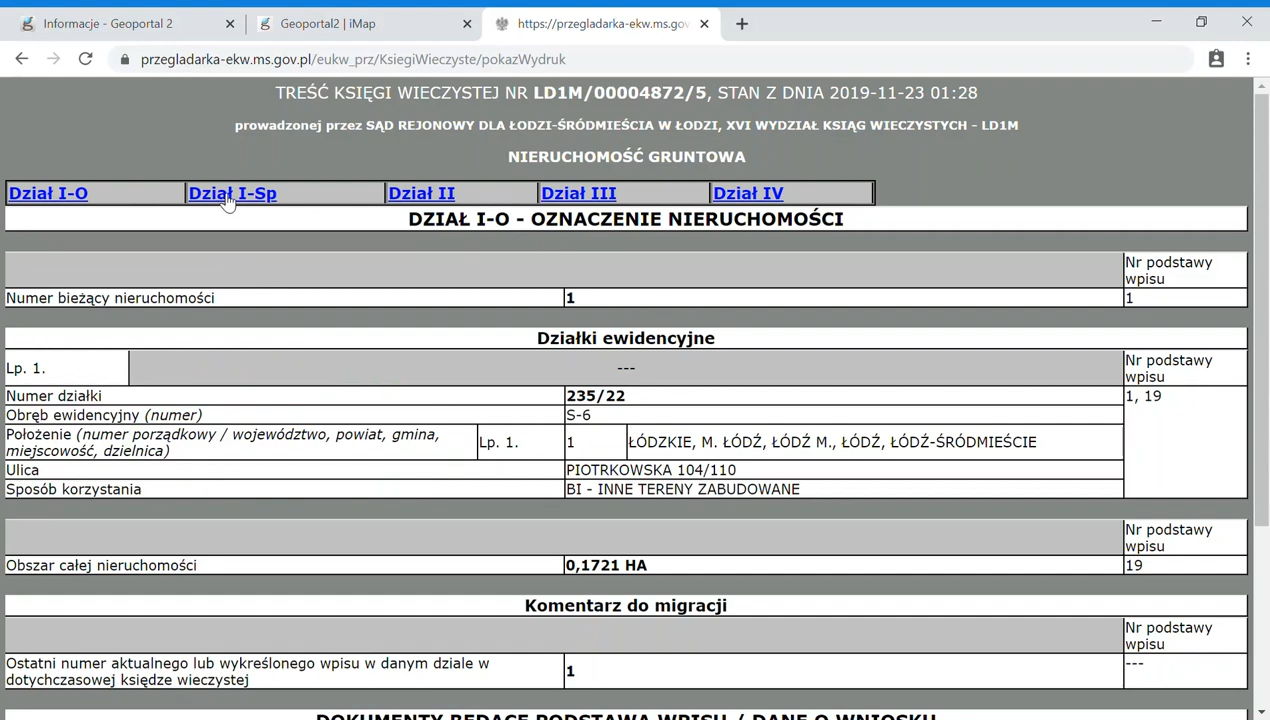 Informacje - Geoportal 2
Geoportal2 | iMap
https://przegladarka-ekw.ms.gov
przegladarka-ekw.ms.gov.pl/eukw_prz/KsiegiWieczyste/pokazWydruk
TREŚĆ KSIĘGI WIECZYSTEJ NR LD1M/00004872/5, STAN Z DNIA 2019-11-23 01:28
prowadzonej przez SĄD REJONOWY DLA ŁODZI-ŚRÓDMIEŚCIA W ŁODZI, XVI WYDZIAŁ KSIĄG WIECZYSTYCH - LD1M
NIERUCHOMOŚĆ GRUNTOWA
Dział I-O Dział I-Sp Dział II Dział III Dział IV
DZIAŁ I-O - OZNACZENIE NIERUCHOMOŚCI
Nr podstawy
wpisu
Numer bieżący nieruchomości 1 1
Działki ewidencyjne
Lp. 1. --- Nr podstawy
wpisu
Numer działki 235/22 1, 19
Obręb ewidencyjny (numer) S-6
Położenie (numer porządkowy / województwo, powiat, gmina,
miejscowość, dzielnica) Lp. 1. 1 ŁÓDZKIE, M. ŁÓDŹ, ŁÓDŹ M., ŁÓDŹ, ŁÓDŹ-ŚRÓDMIEŚCIE
Ulica PIOTRKOWSKA 104/110
Sposób korzystania BI - INNE TERENY ZABUDOWANE
Nr podstawy
wpisu
Obszar całej nieruchomości 0,1721 HA 19
Komentarz do migracji
Nr podstawy
wpisu
Ostatni numer aktualnego lub wykreślonego wpisu w danym dziale w
dotychczasowej księdze wieczystej 1 ---
DOKUMENTY BĘDĄCE PODSTAWĄ WPISU / DANE O WNIOSKU